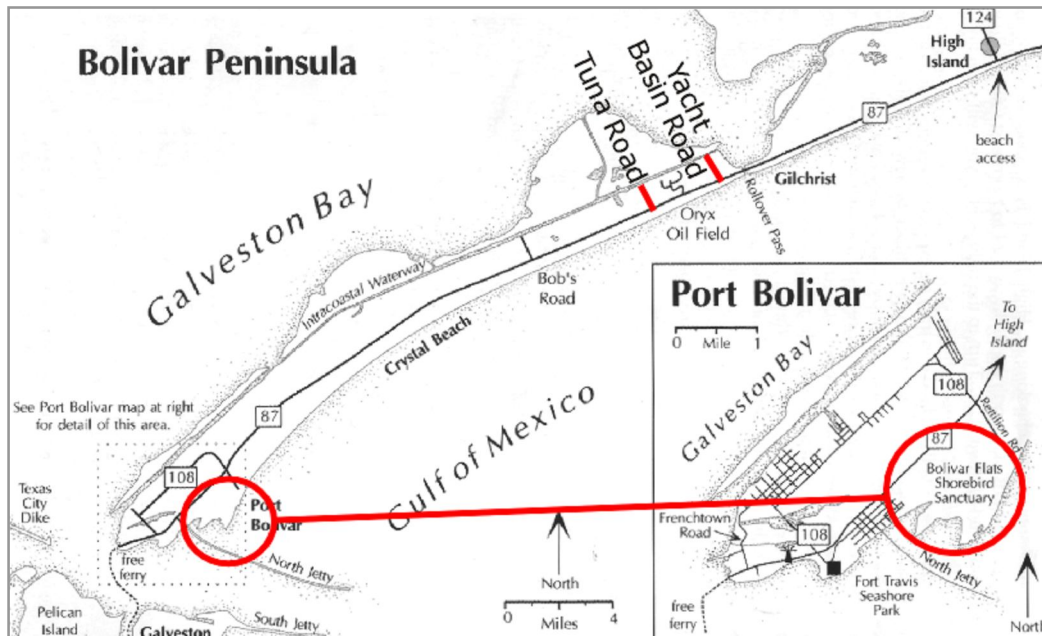 Bolivar Peninsula
124
High
Island
87
beach
access
Tuna Road
Yacht
Basin Road
Gilchrist
Rollover Pass
Oryx
Oil Field
Galveston Bay
Intracoastal Waterway
Bob's
Road
Crystal Beach
Gulf of Mexico
See Port Bolivar map at right
for detail of this area.
87
108
Texas
City
Dike
Port
Bolivar
free
ferry
North Jetty
North
0 4
Miles
Pelican
Island
South Jetty
Galveston
Port Bolivar
0 Mile 1
To
High
Island
Galveston Bay
108
Rettilion Rd
87
Bolivar Flats
Shorebird
Sanctuary
Frenchtown
Road
108
North Jetty
Fort Travis
Seashore
Park
free
ferry
North